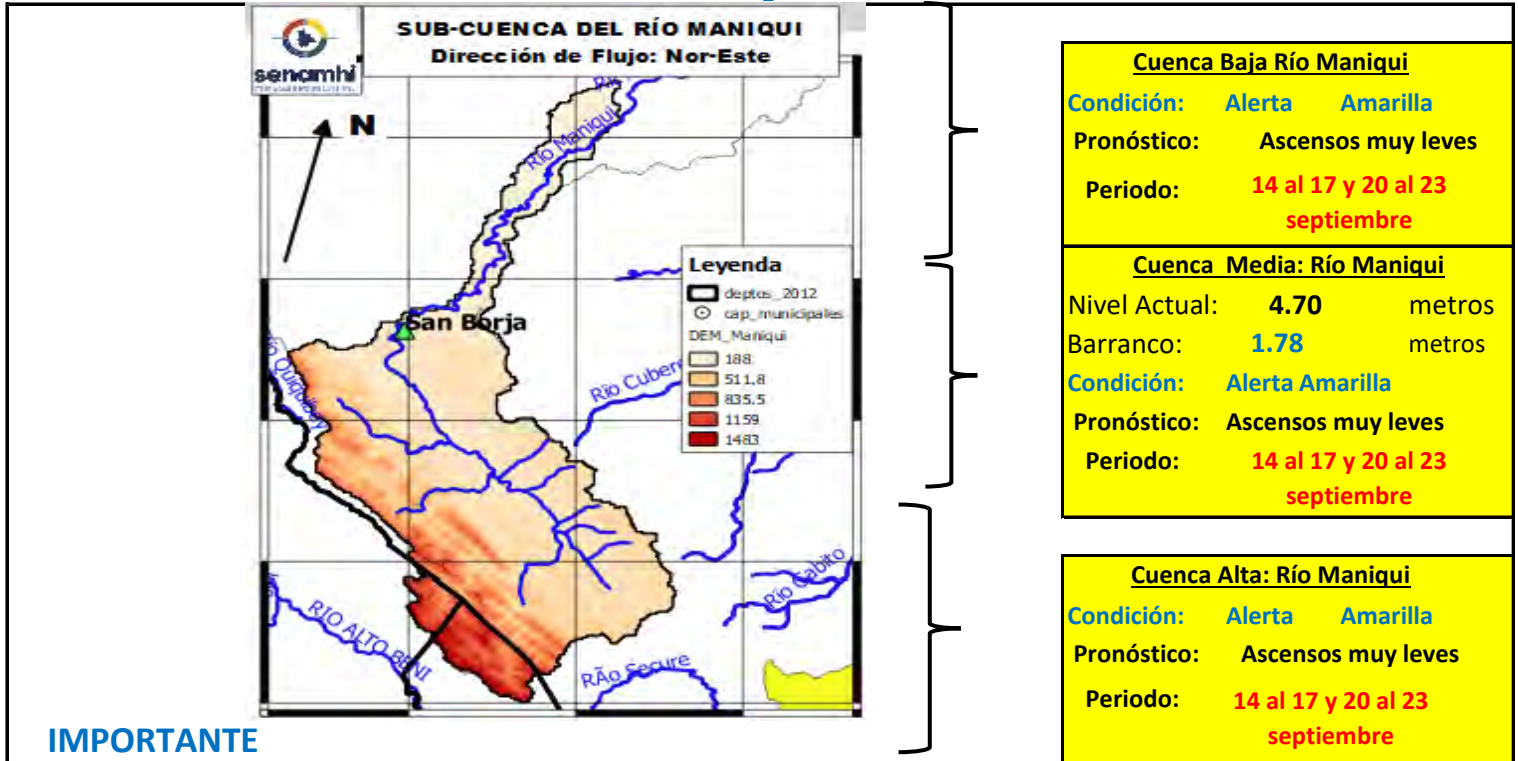 SUB-CUENCA DEL RÍO MANIQUI
Dirección de Flujo: Nor-Este
senamhi
N
Río Maniqui
San Borja
Río Quiquibey
Río Cubere
Río Cabito
RIO ALTO BENI
RÃo Secure
Leyenda
deptos_2012
cap_municipales
DEM_Maniqui
188
511.8
835.5
1159
1483
Cuenca Baja Río Maniqui
Condición: Alerta Amarilla
Pronóstico: Ascensos muy leves
Periodo: 14 al 17 y 20 al 23
septiembre
Cuenca Media: Río Maniqui
Nivel Actual: 4.70 metros
Barranco: 1.78 metros
Condición: Alerta Amarilla
Pronóstico: Ascensos muy leves
Periodo: 14 al 17 y 20 al 23
septiembre
Cuenca Alta: Río Maniqui
Condición: Alerta Amarilla
Pronóstico: Ascensos muy leves
Periodo: 14 al 17 y 20 al 23
septiembre
IMPORTANTE